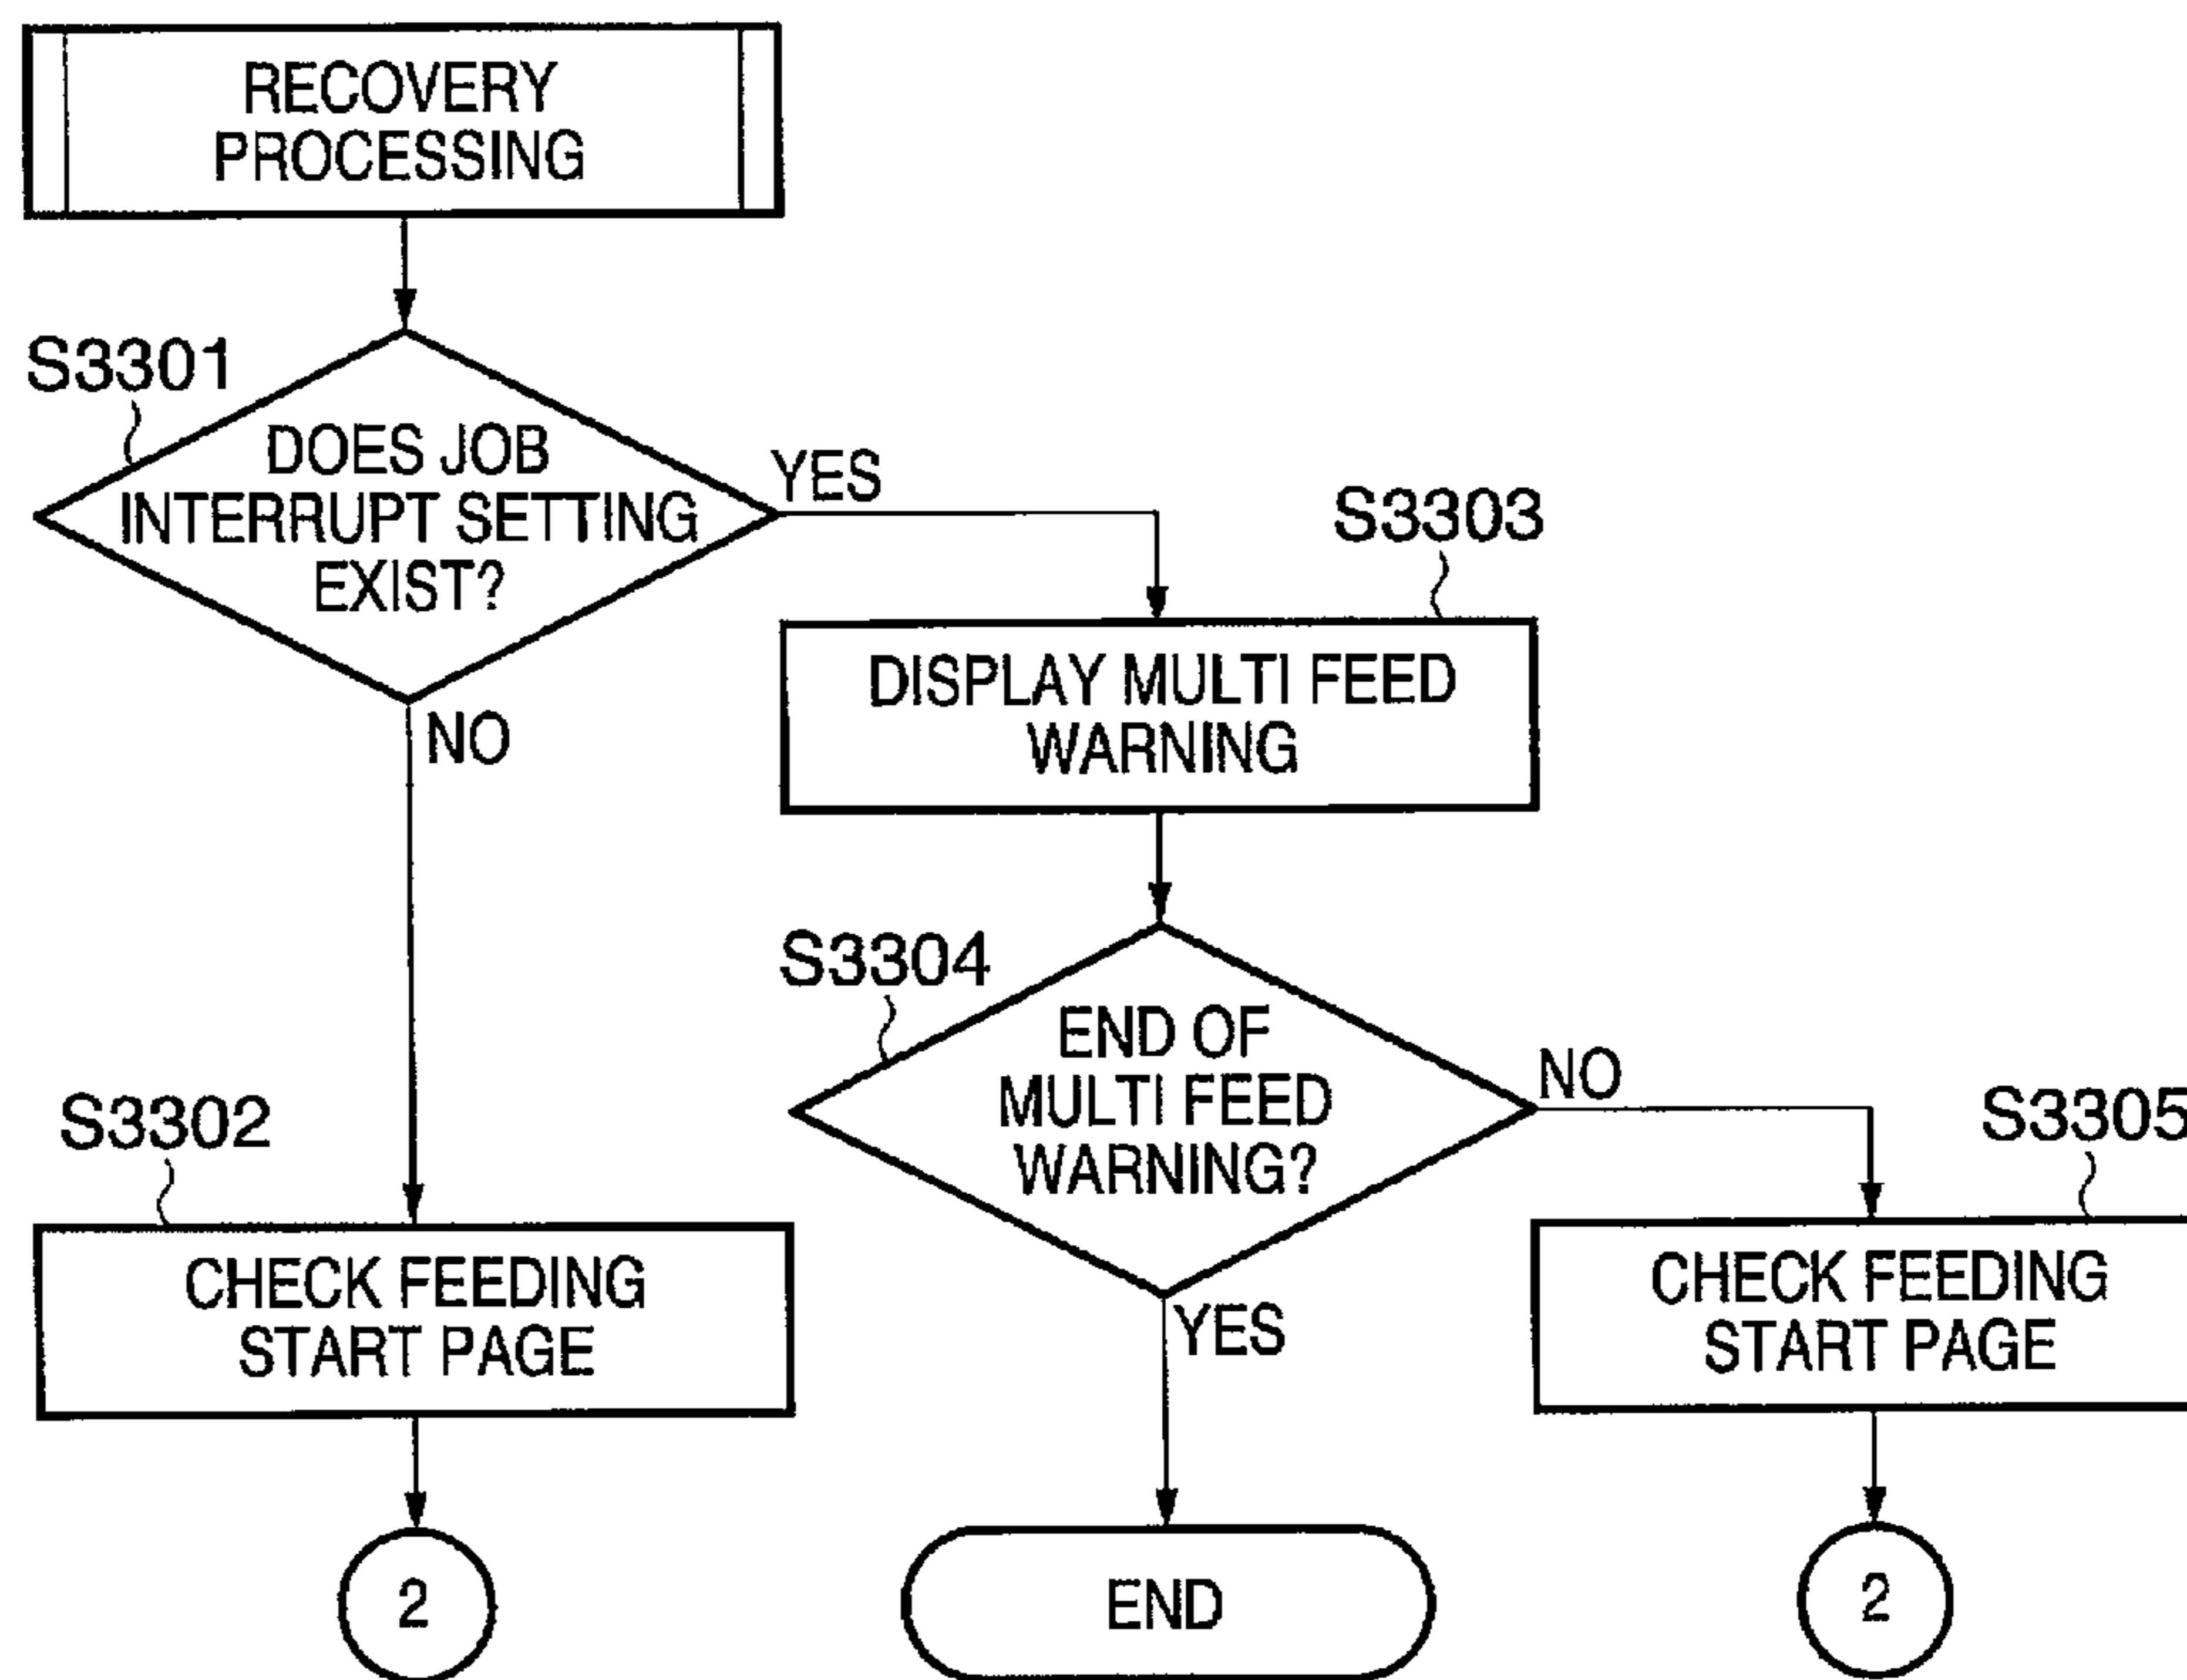 RECOVERY
PROCESSING
S3301
DOES JOB
INTERRUPT SETTING
EXIST?
YES
NO
S3303
DISPLAY MULTI FEED
WARNING
S3304
END OF
MULTI FEED
WARNING?
NO
YES
S3302
CHECK FEEDING
START PAGE
S3305
CHECK FEEDING
START PAGE
2
END
2